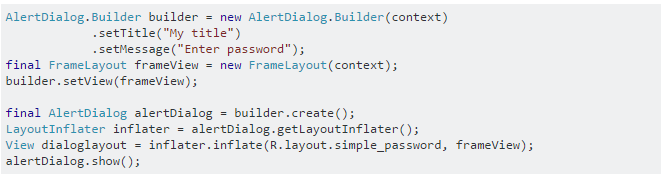 AlertDialog.Builder builder = new AlertDialog.Builder(context)
            .setTitle("My title")
            .setMessage("Enter password");
final FrameLayout frameView = new FrameLayout(context);
builder.setView(frameView);

final AlertDialog alertDialog = builder.create();
LayoutInflater inflater = alertDialog.getLayoutInflater();
View dialoglayout = inflater.inflate(R.layout.simple_password, frameView);
alertDialog.show();